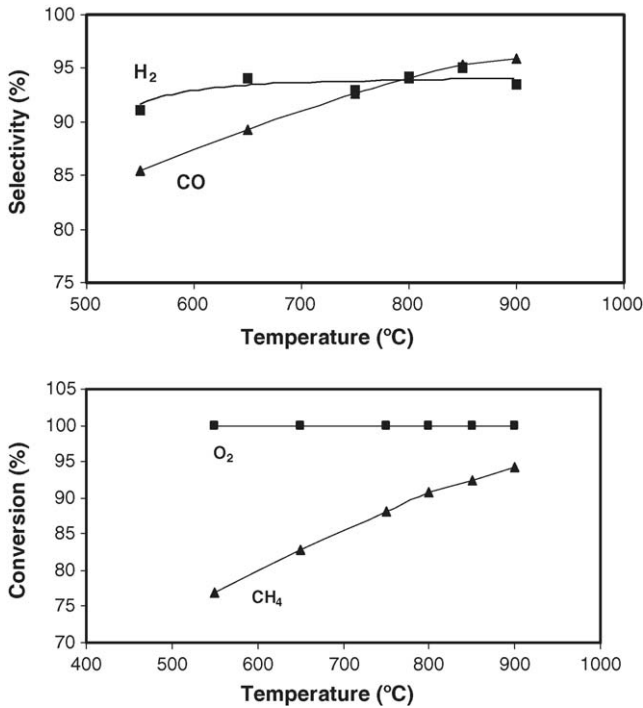 100
95
90
85
80
75
Selectivity (%)
H₂
CO
500 600 700 800 900 1000
Temperature (ºC)
105
100
95
90
85
80
75
70
Conversion (%)
O₂
CH₄
400 500 600 700 800 900 1000
Temperature (ºC)